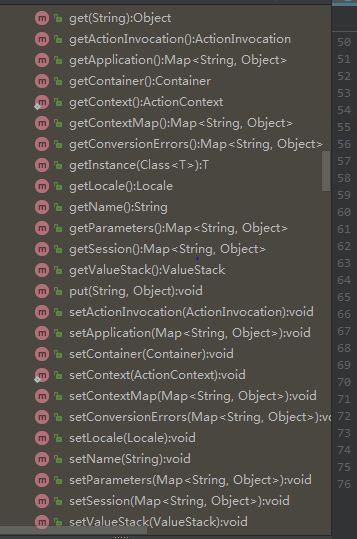 get(String):Object
getActionInvocation():ActionInvocation
getApplication():Map<String, Object>
getContainer():Container
getContext():ActionContext
getContextMap():Map<String, Object>
getConversionErrors():Map<String, Object>
getInstance(Class<T>):T
getLocale():Locale
getName():String
getParameters():Map<String, Object>
getSession():Map<String, Object>
getValueStack():ValueStack
put(String, Object):void
setActionInvocation(ActionInvocation):void
setApplication(Map<String, Object>):void
setContainer(Container):void
setContext(ActionContext):void
setContextMap(Map<String, Object>):void
setConversionErrors(Map<String, Object>):vo
setLocale(Locale):void
setName(String):void
setParameters(Map<String, Object>):void
setSession(Map<String, Object>):void
setValueStack(ValueStack):void
50
51
52
53
54
55
56
57
58
59
60
61
62
63
64
65
66
67
68
69
70
71
72
73
74
75
76